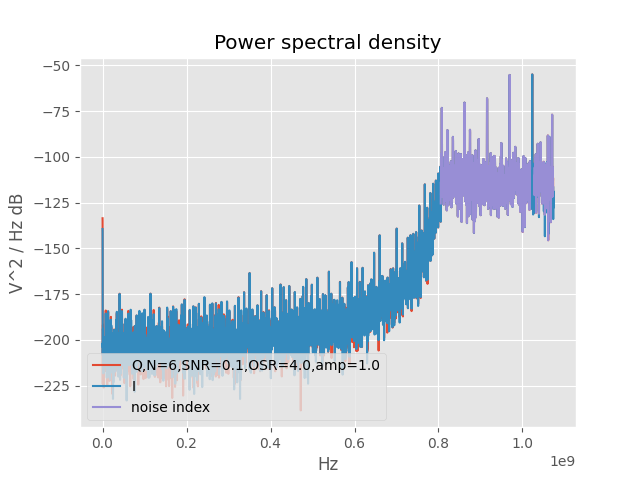 Power spectral density
−50
−75
−100
−125
−150
−175
−200
−225
V^2 / Hz dB
Q,N=6,SNR=0.1,OSR=4.0,amp=1.0
I
noise index
0.0
0.2
0.4
0.6
0.8
1.0
1e9
Hz